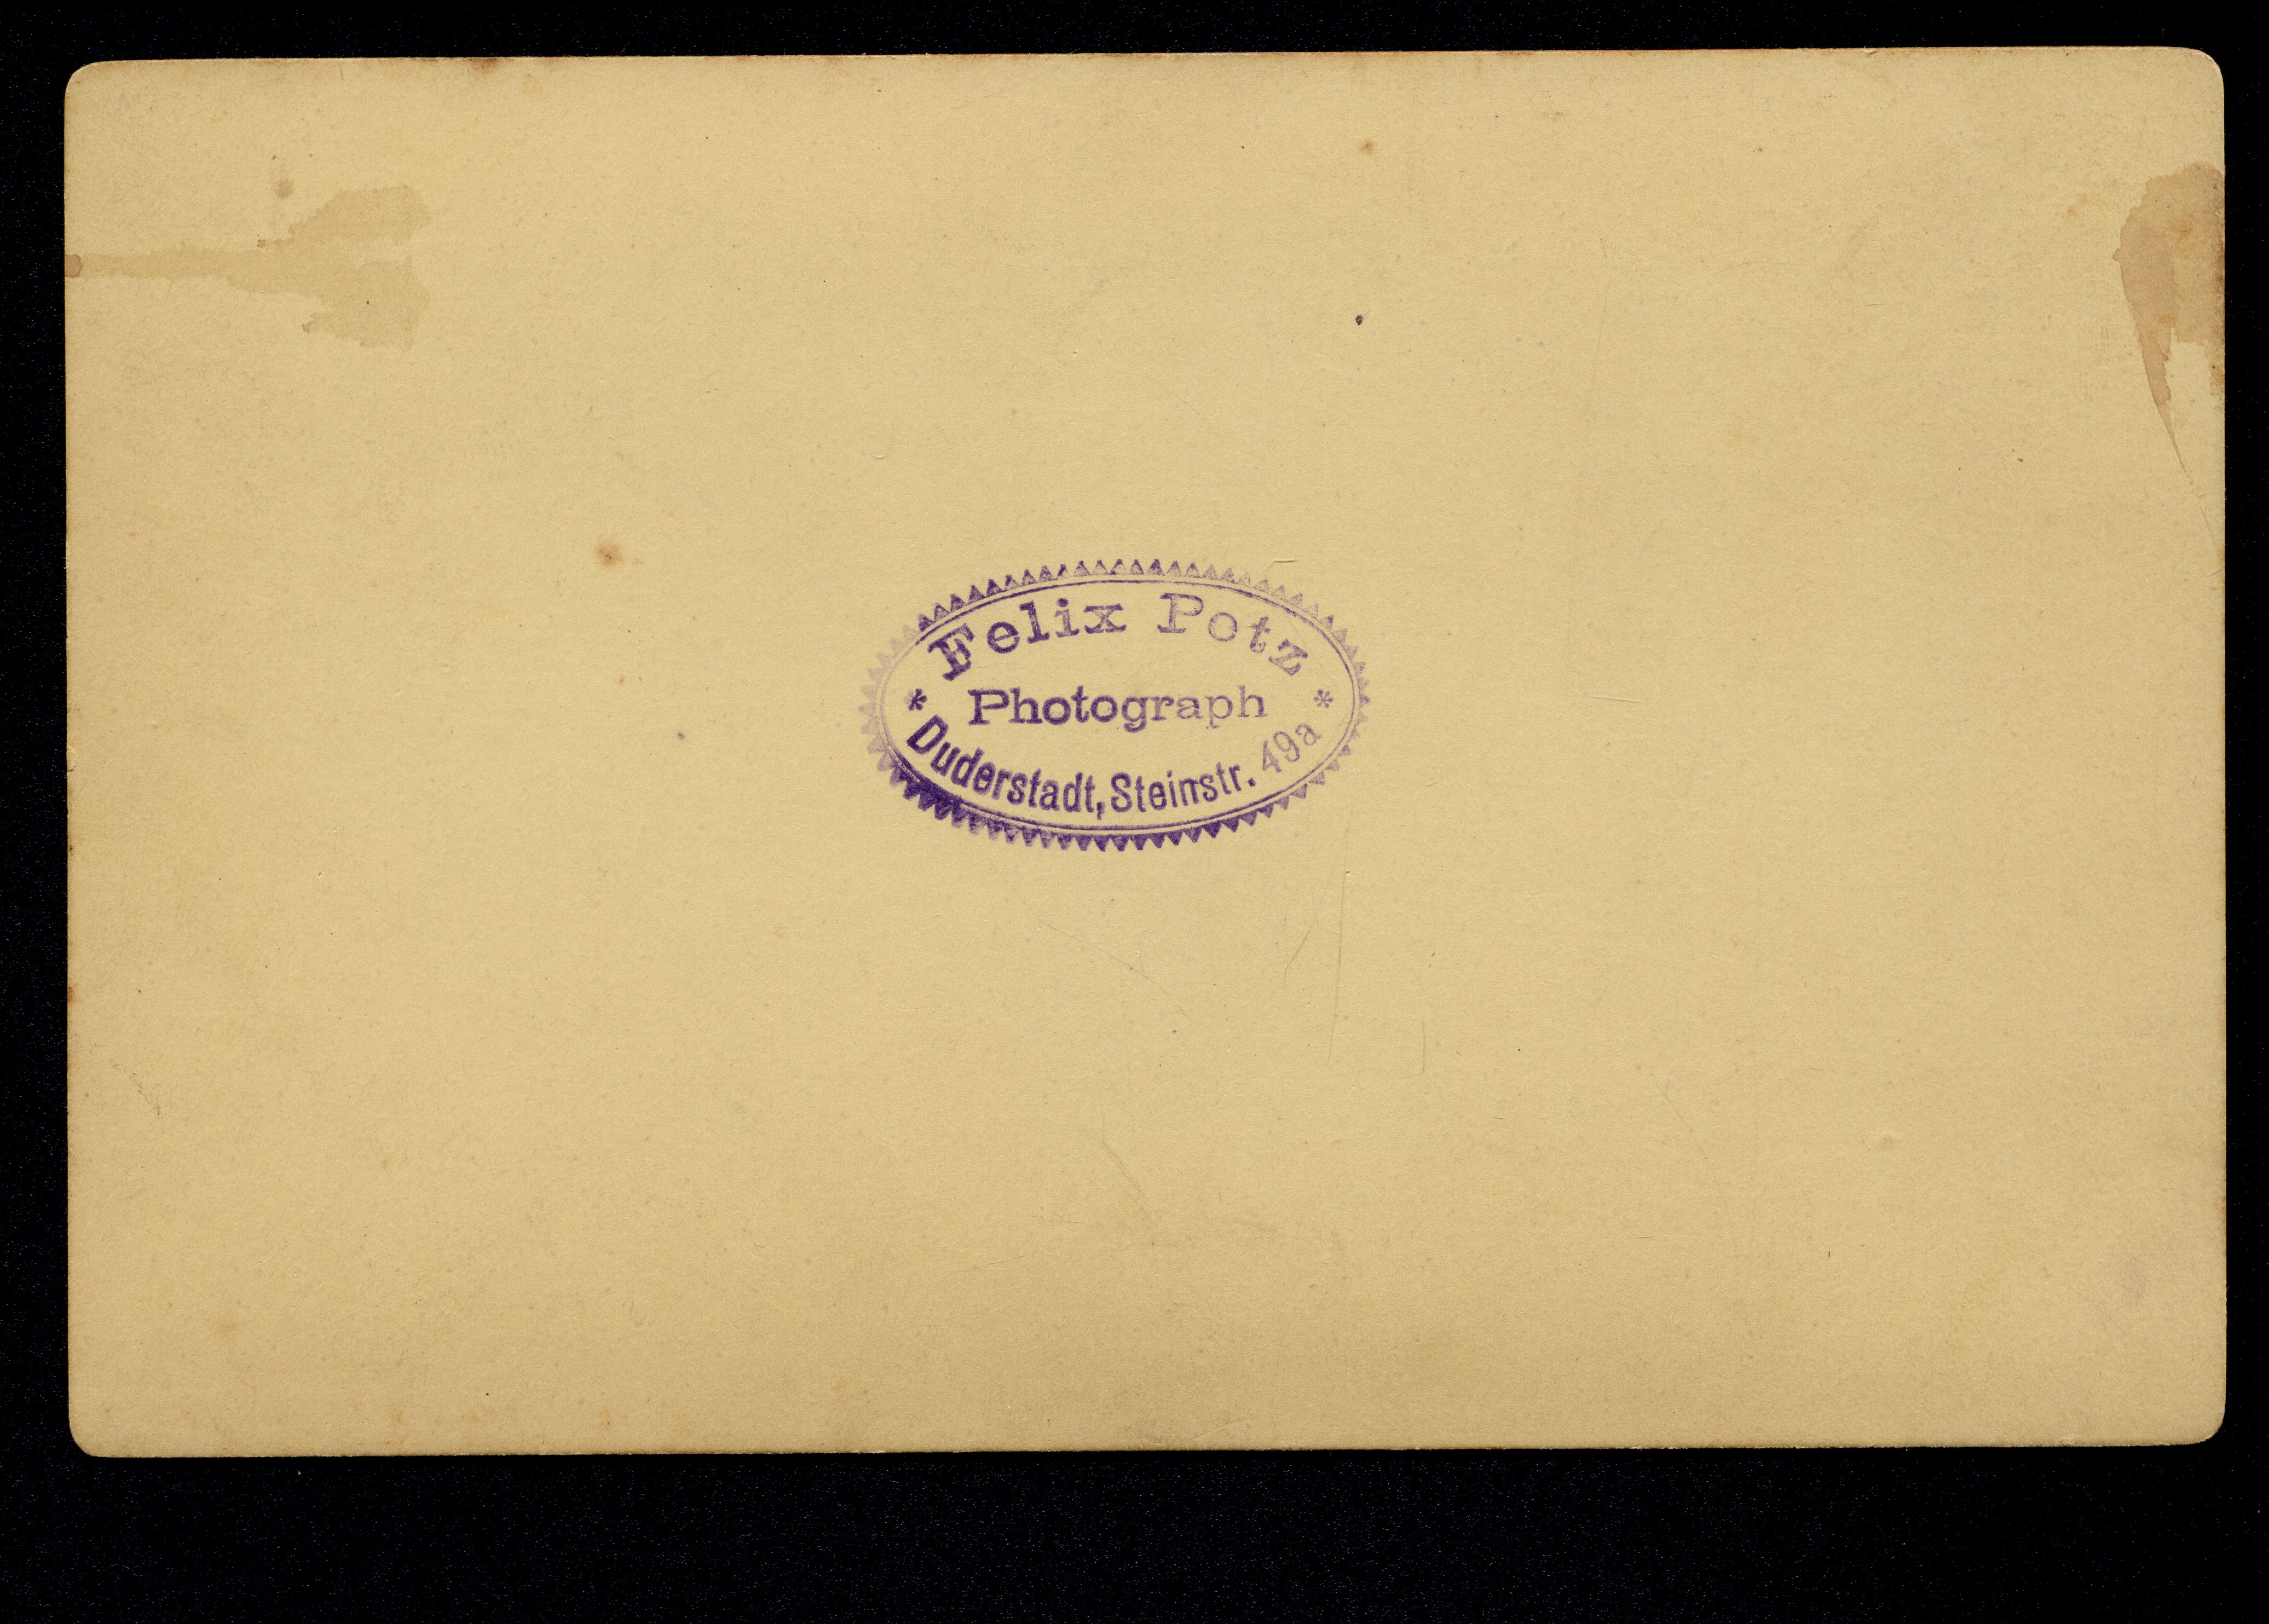 Felix Potz
* Photograph *
Duderstadt, Steinstr. 49a